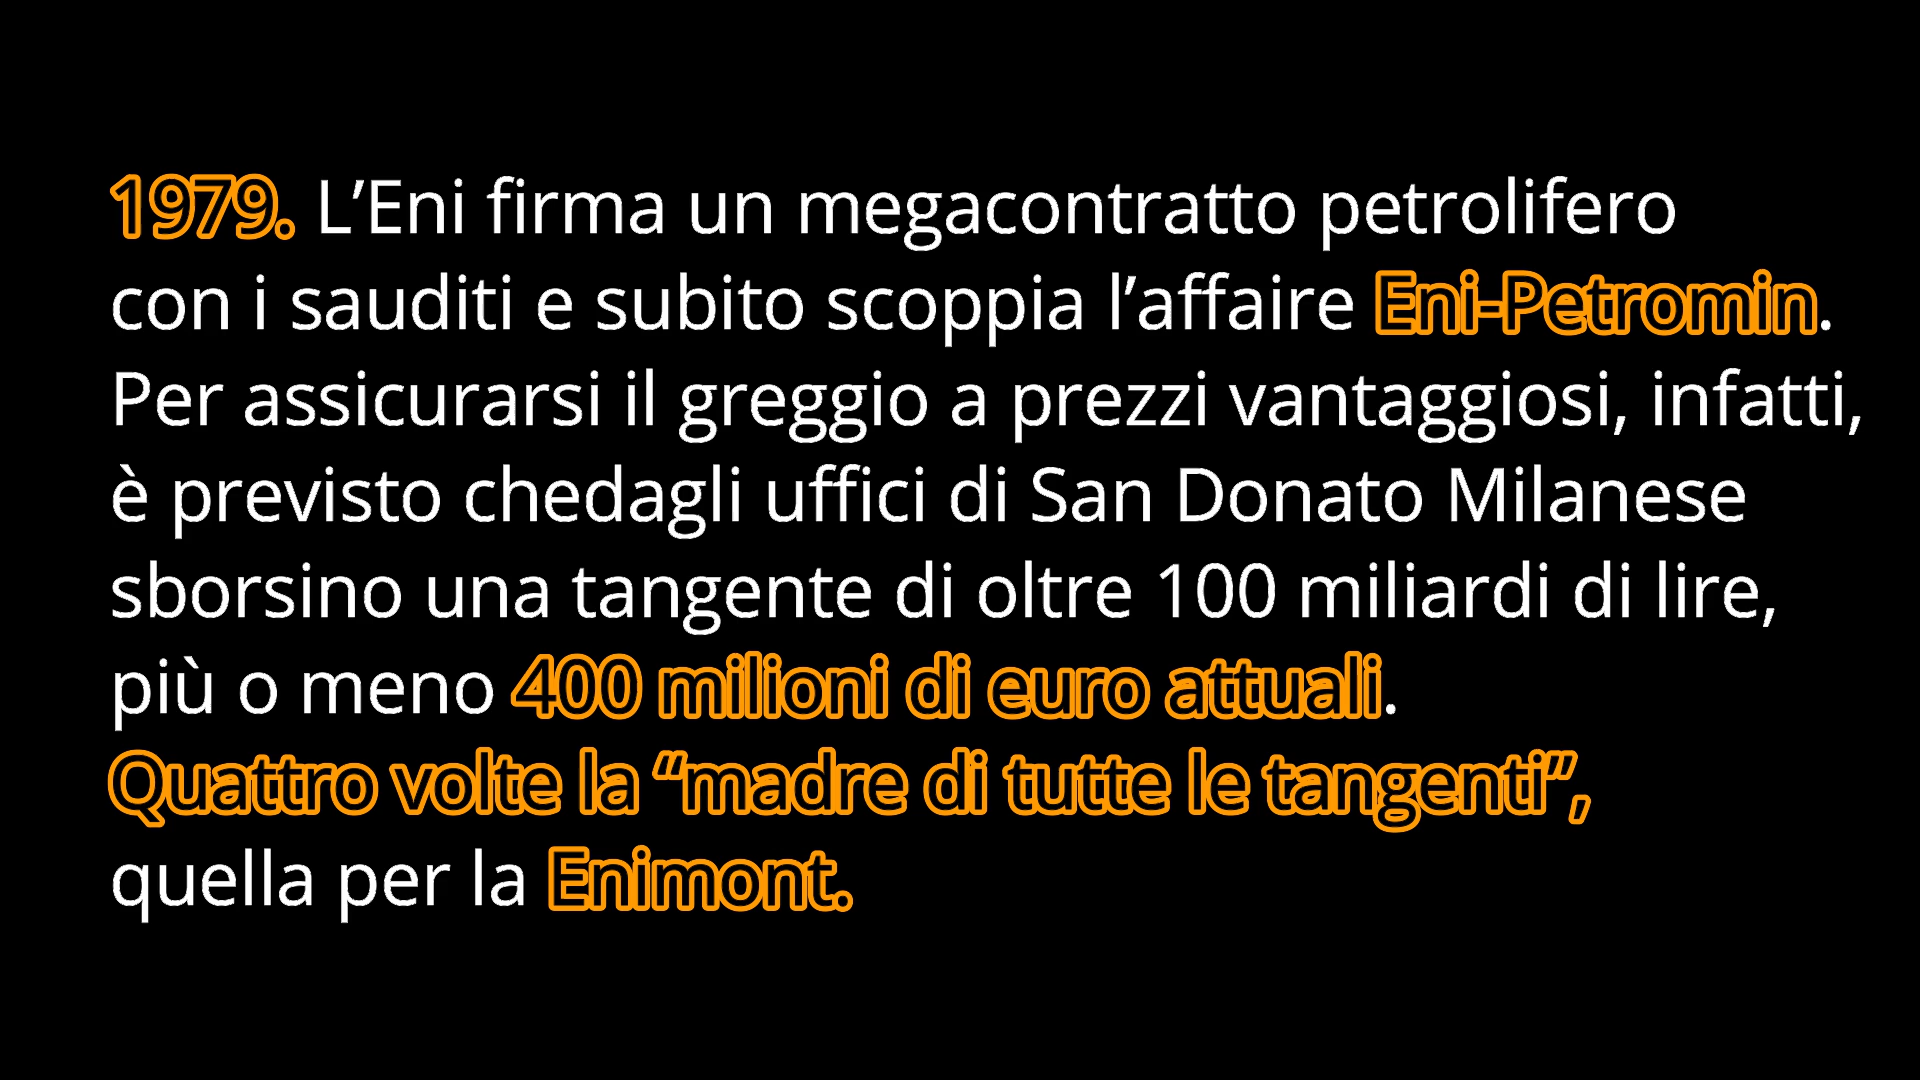 1979. L’Eni firma un megacontratto petrolifero
con i sauditi e subito scoppia l’affaire Eni-Petromin.
Per assicurarsi il greggio a prezzi vantaggiosi, infatti,
è previsto chedagli uffici di San Donato Milanese
sborsino una tangente di oltre 100 miliardi di lire,
più o meno 400 milioni di euro attuali.
Quattro volte la “madre di tutte le tangenti”,
quella per la Enimont.